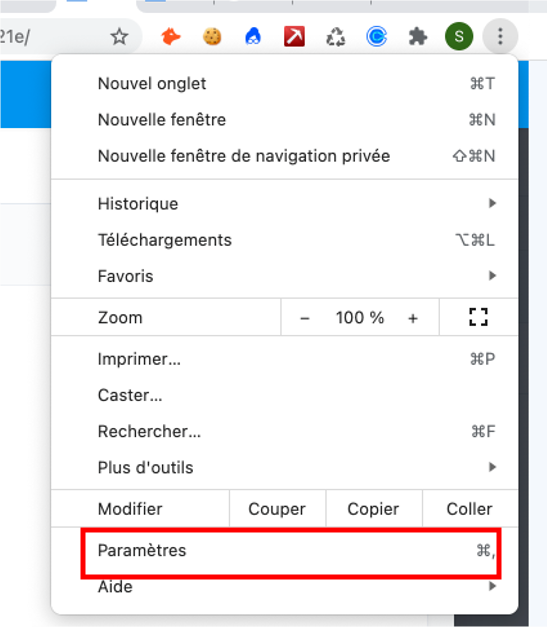 21e/
S
Nouvel onglet ⌘T
Nouvelle fenêtre ⌘N
Nouvelle fenêtre de navigation privée ⇧⌘N
Historique
Téléchargements ⌥⌘L
Favoris
Zoom – 100 % +
Imprimer... ⌘P
Caster...
Rechercher... ⌘F
Plus d'outils
Modifier Couper Copier Coller
Paramètres ⌘,
Aide